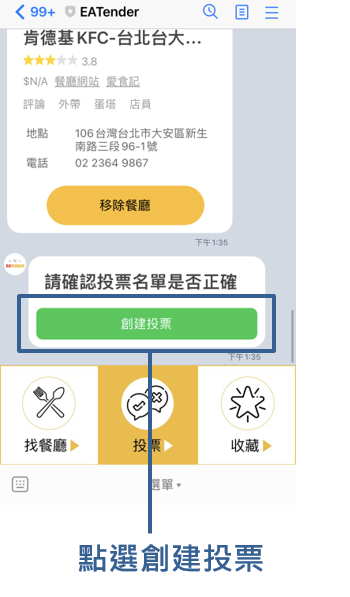 99+ EATender
肯德基 KFC-台北台大...
3.8
$N/A 餐廳網站 愛食記
評論 外帶 蛋塔 店員
地點 106台灣台北市大安區新生
南路三段96-1號
電話 02 2364 9867
移除餐廳
下午1:35
請確認投票名單是否正確
創建投票
下午1:35
找餐廳 投票 收藏
選單
點選創建投票